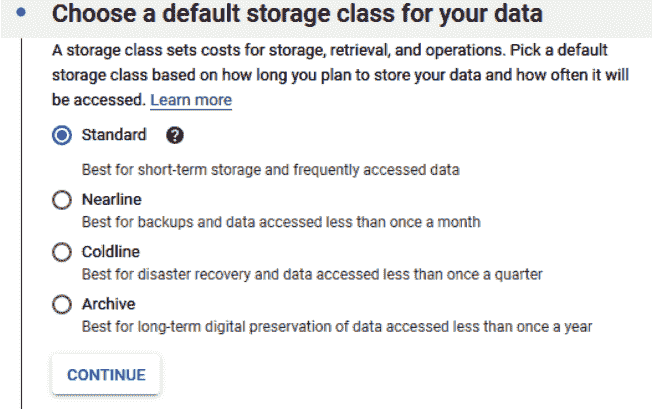 Choose a default storage class for your data
A storage class sets costs for storage, retrieval, and operations. Pick a default
storage class based on how long you plan to store your data and how often it will
be accessed. Learn more
Standard ?
Best for short-term storage and frequently accessed data
Nearline
Best for backups and data accessed less than once a month
Coldline
Best for disaster recovery and data accessed less than once a quarter
Archive
Best for long-term digital preservation of data accessed less than once a year
CONTINUE